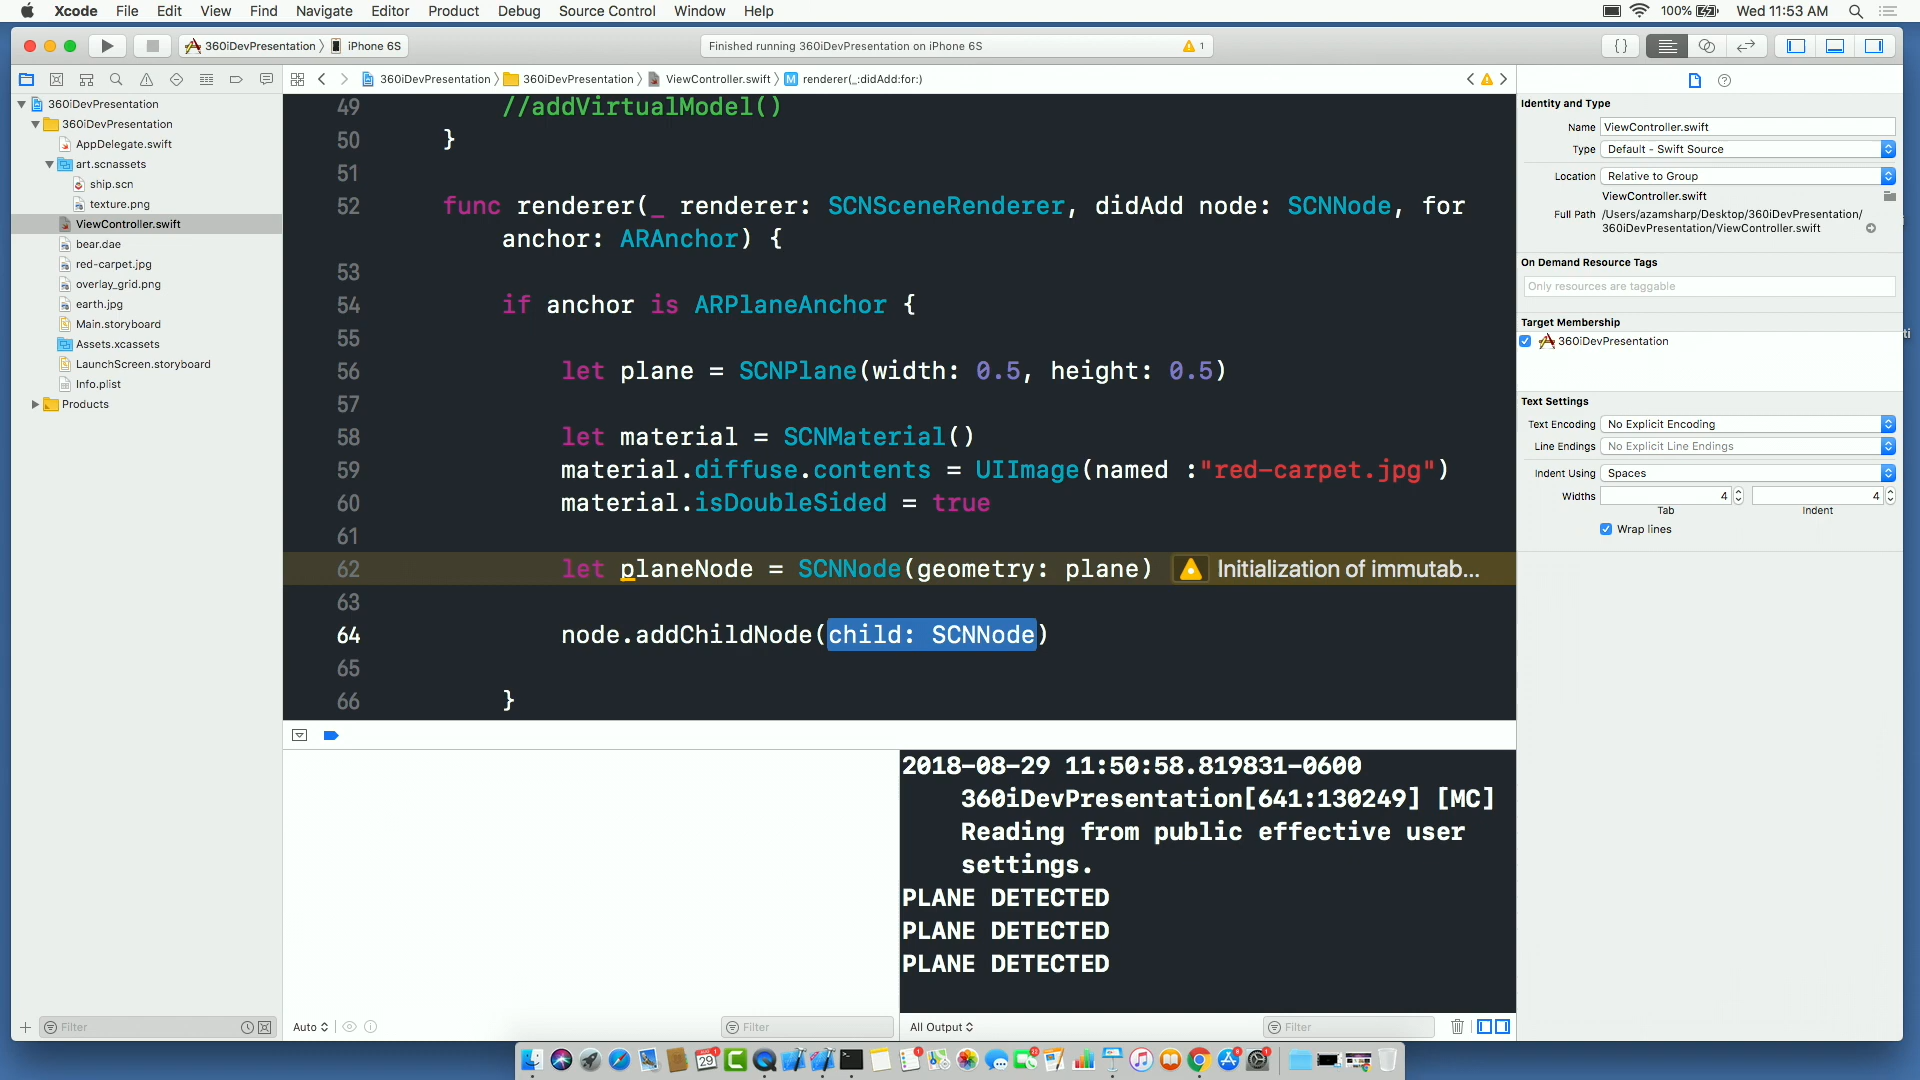 Xcode File Edit View Find Navigate Editor Product Debug Source Control Window Help
100% Wed 11:53 AM
360iDevPresentation iPhone 6S
Finished running 360iDevPresentation on iPhone 6S
1
{}
360iDevPresentation 360iDevPresentation ViewController.swift M renderer(_:didAdd:for:)
360iDevPresentation
360iDevPresentation
AppDelegate.swift
art.scnassets
ship.scn
texture.png
ViewController.swift
bear.dae
red-carpet.jpg
overlay_grid.png
earth.jpg
Main.storyboard
Assets.xcassets
LaunchScreen.storyboard
Info.plist
Products
Filter
49 //addVirtualModel()
50 }
51
52 func renderer(_ renderer: SCNSceneRenderer, didAdd node: SCNNode, for
anchor: ARAnchor) {
53
54 if anchor is ARPlaneAnchor {
55
56 let plane = SCNPlane(width: 0.5, height: 0.5)
57
58 let material = SCNMaterial()
59 material.diffuse.contents = UIImage(named :"red-carpet.jpg")
60 material.isDoubleSided = true
61
62 let planeNode = SCNNode(geometry: plane) Initialization of immutab...
63
64 node.addChildNode(child: SCNNode)
65
66 }
Auto
Filter
2018-08-29 11:50:58.819831-0600
360iDevPresentation[641:130249] [MC]
Reading from public effective user
settings.
PLANE DETECTED
PLANE DETECTED
PLANE DETECTED
All Output
Filter
Identity and Type
Name ViewController.swift
Type Default - Swift Source
Location Relative to Group
ViewController.swift
Full Path /Users/azamsharp/Desktop/360iDevPresentation/
360iDevPresentation/ViewController.swift
On Demand Resource Tags
Only resources are taggable
Target Membership
360iDevPresentation
Text Settings
Text Encoding No Explicit Encoding
Line Endings No Explicit Line Endings
Indent Using Spaces
Widths 4 4
Tab Indent
Wrap lines
ti
29